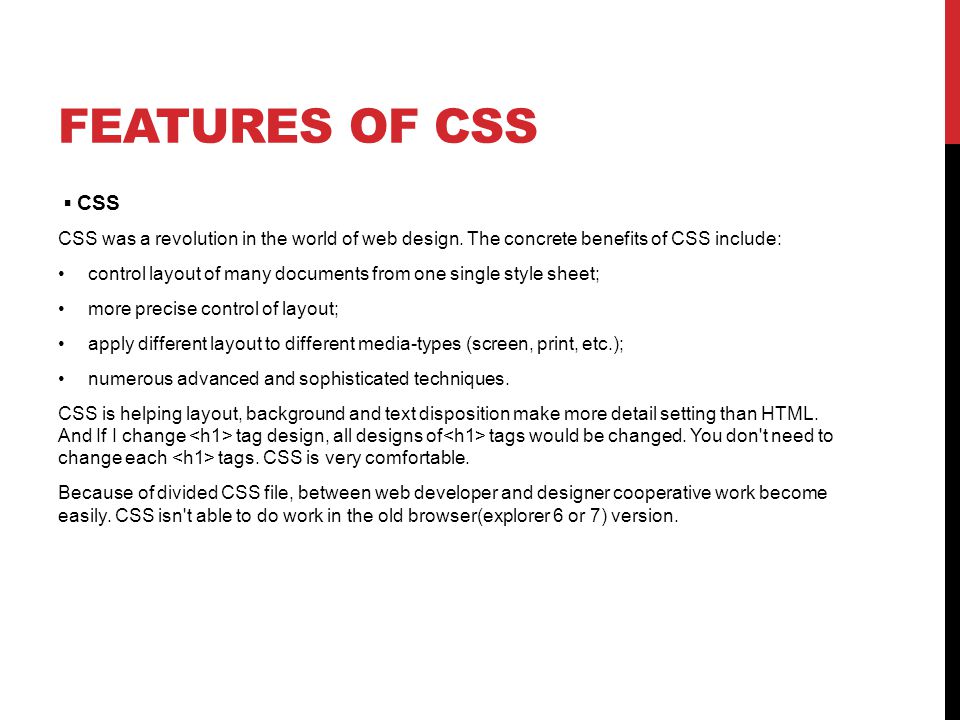 FEATURES OF CSS
▪ CSS
CSS was a revolution in the world of web design. The concrete benefits of CSS include:
• control layout of many documents from one single style sheet;
• more precise control of layout;
• apply different layout to different media-types (screen, print, etc.);
• numerous advanced and sophisticated techniques.
CSS is helping layout, background and text disposition make more detail setting than HTML.
And If I change <h1> tag design, all designs of<h1> tags would be changed. You don't need to
change each <h1> tags. CSS is very comfortable.
Because of divided CSS file, between web developer and designer cooperative work become
easily. CSS isn't able to do work in the old browser(explorer 6 or 7) version.